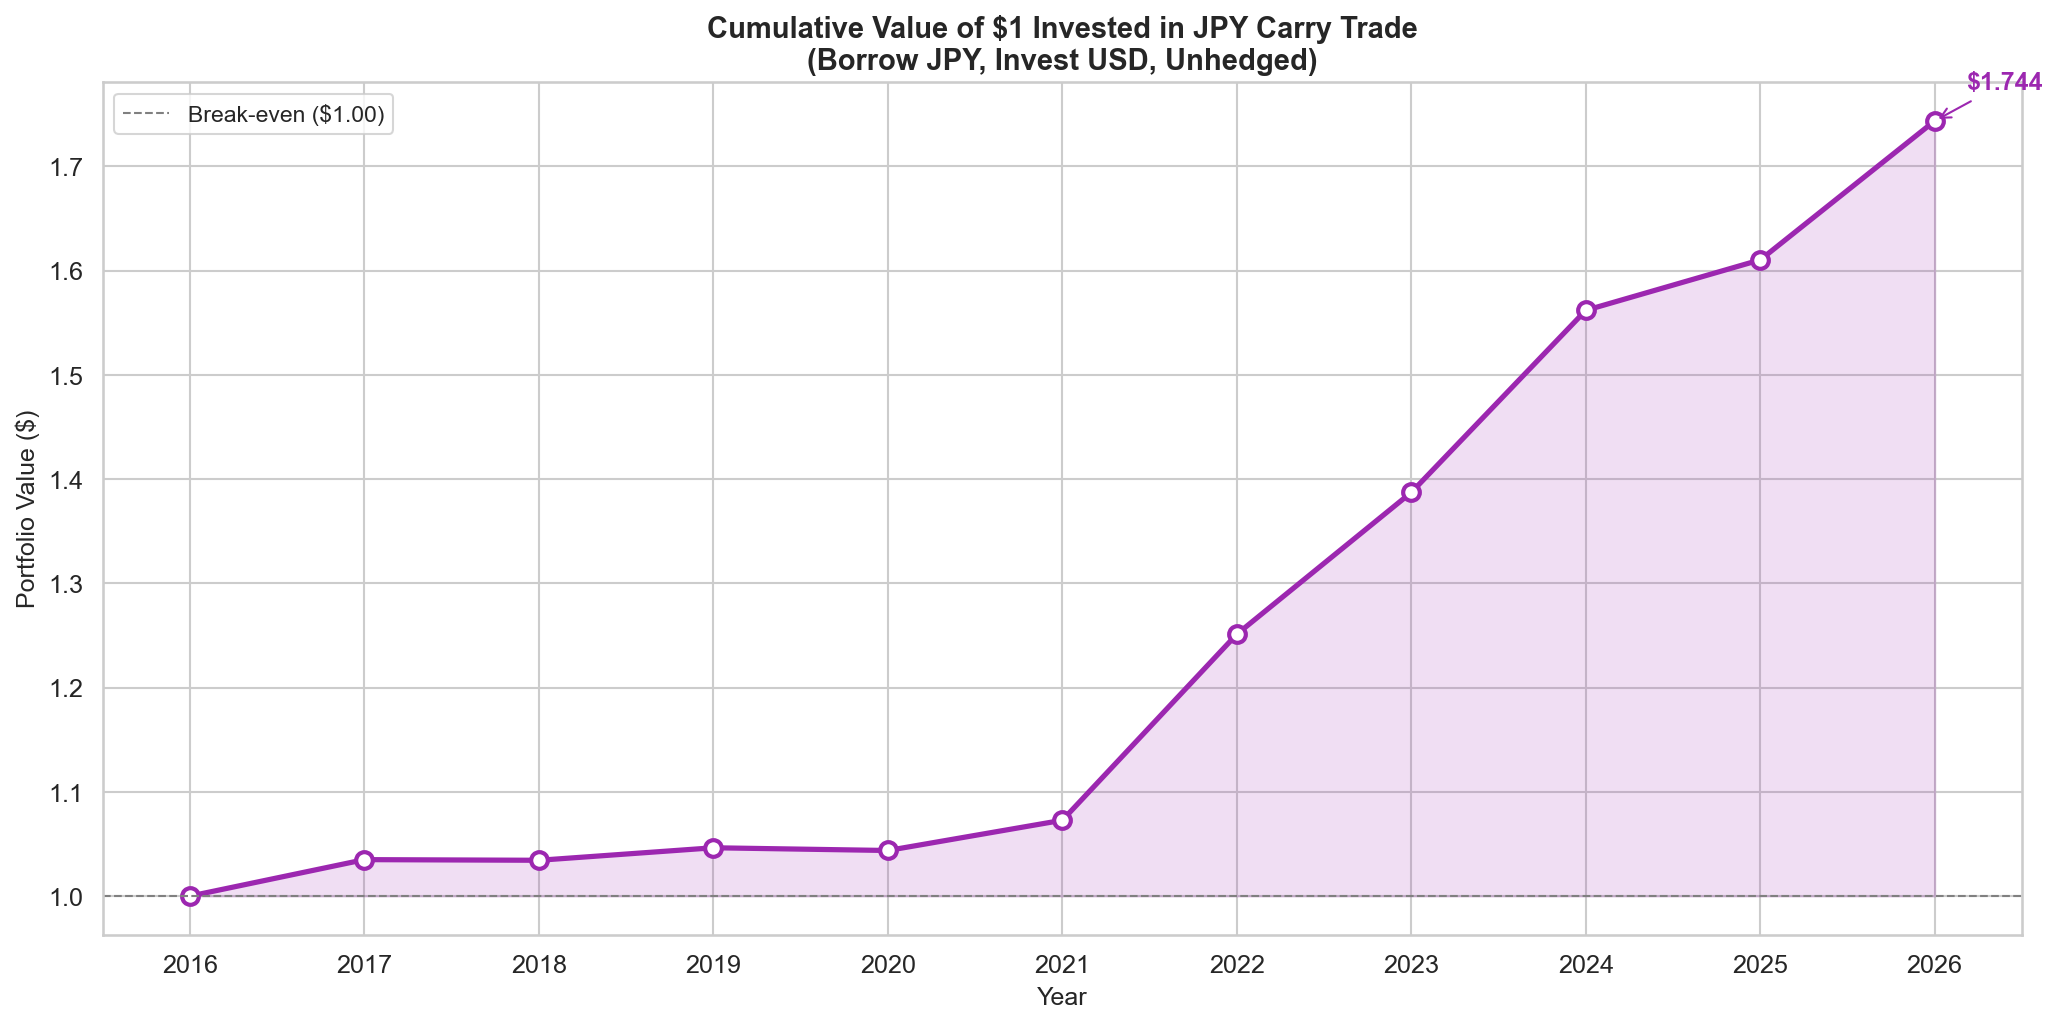 Cumulative Value of $1 Invested in JPY Carry Trade
(Borrow JPY, Invest USD, Unhedged)
$1.744
Break-even ($1.00)
Portfolio Value ($)
1.7
1.6
1.5
1.4
1.3
1.2
1.1
1.0
2016 2017 2018 2019 2020 2021 2022 2023 2024 2025 2026
Year